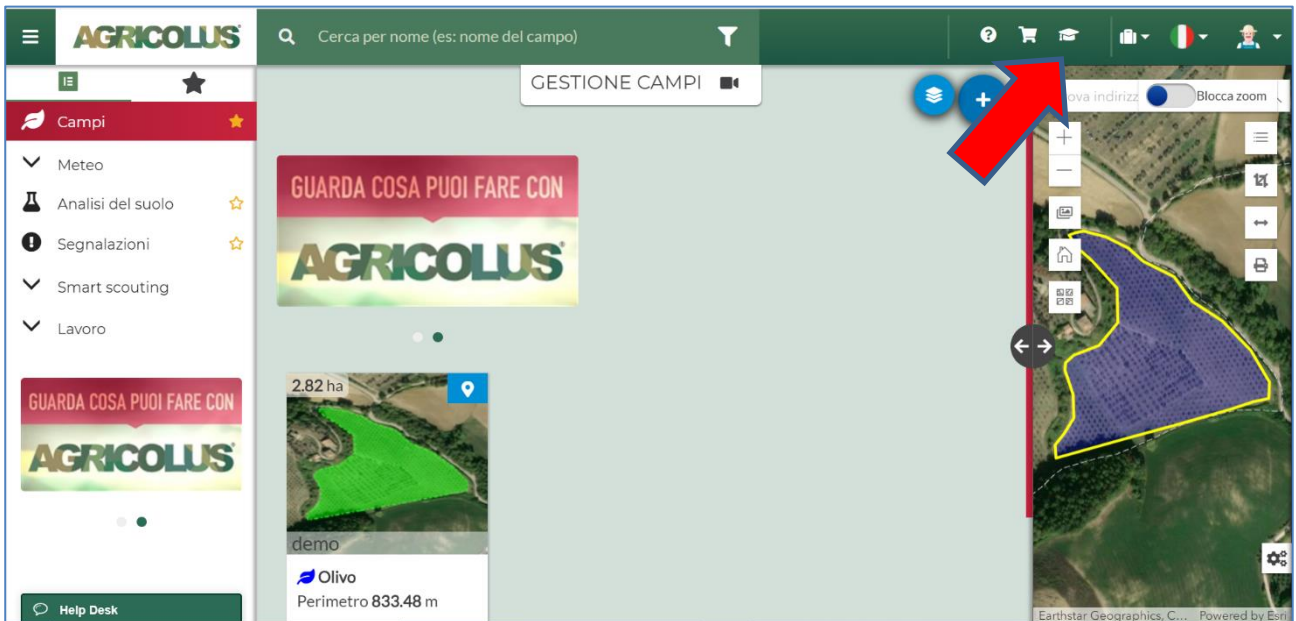 AGRICOLUS
Cerca per nome (es: nome del campo)
GESTIONE CAMPI
Blocca zoom
Campi
Meteo
Analisi del suolo
Segnalazioni
Smart scouting
Lavoro
GUARDA COSA PUOI FARE CON
AGRICOLUS
Help Desk
GUARDA COSA PUOI FARE CON
AGRICOLUS
2.82 ha
demo
Olivo
Perimetro 833.48 m
Earthstar Geographics, C... Powered by Esri